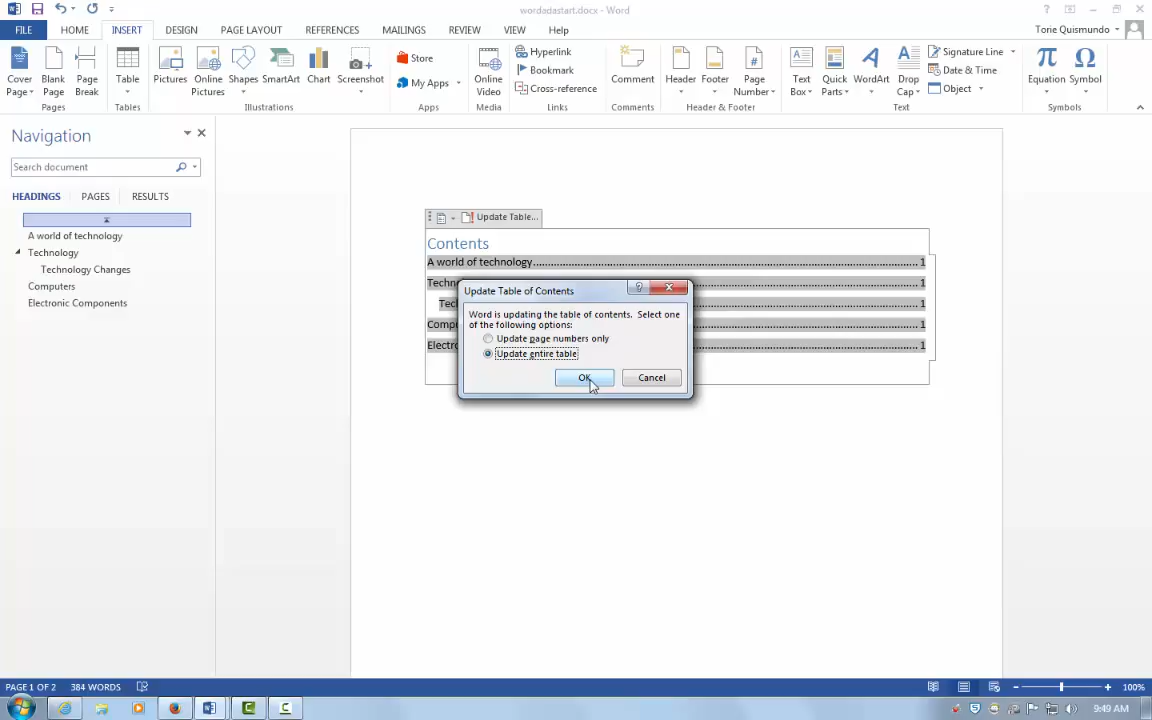 wordadastart.docx - Word
FILE HOME INSERT DESIGN PAGE LAYOUT REFERENCES MAILINGS REVIEW VIEW Help Torie Quismundo
Cover Page Blank Page Page Break
Pages
Table
Tables
Pictures Online Pictures Shapes SmartArt Chart Screenshot
Illustrations
Store
My Apps
Apps
Online Video
Media
Hyperlink
Bookmark
Cross-reference
Links
Comment
Comments
Header Footer Page Number
Header & Footer
Text Box Quick Parts WordArt Drop Cap
Signature Line
Date & Time
Object
Text
Equation Symbol
Symbols
Navigation
Search document
HEADINGS PAGES RESULTS
A world of technology
Technology
Technology Changes
Computers
Electronic Components
Update Table...
Contents
A world of technology 1
Techn 1
Tec 1
Compu 1
Electro 1
Update Table of Contents
Word is updating the table of contents. Select one
of the following options:
Update page numbers only
Update entire table
OK Cancel
PAGE 1 OF 2 384 WORDS 100%
9:49 AM